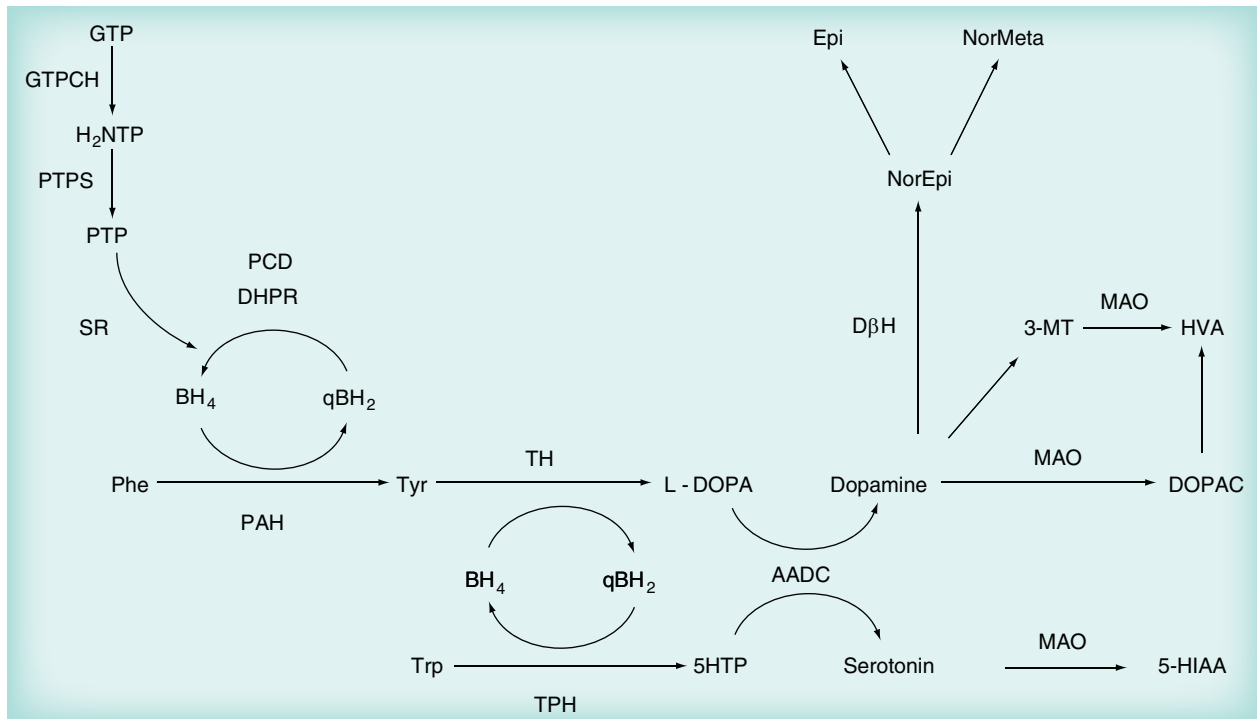 GTP
GTPCH
H₂NTP
PTPS
PTP
SR
PCD
DHPR
BH₄
qBH₂
Phe
PAH
Tyr
TH
L - DOPA
BH₄
qBH₂
Trp
TPH
5HTP
AADC
Dopamine
Serotonin
MAO
5-HIAA
DβH
NorEpi
Epi
NorMeta
3-MT
MAO
HVA
MAO
DOPAC